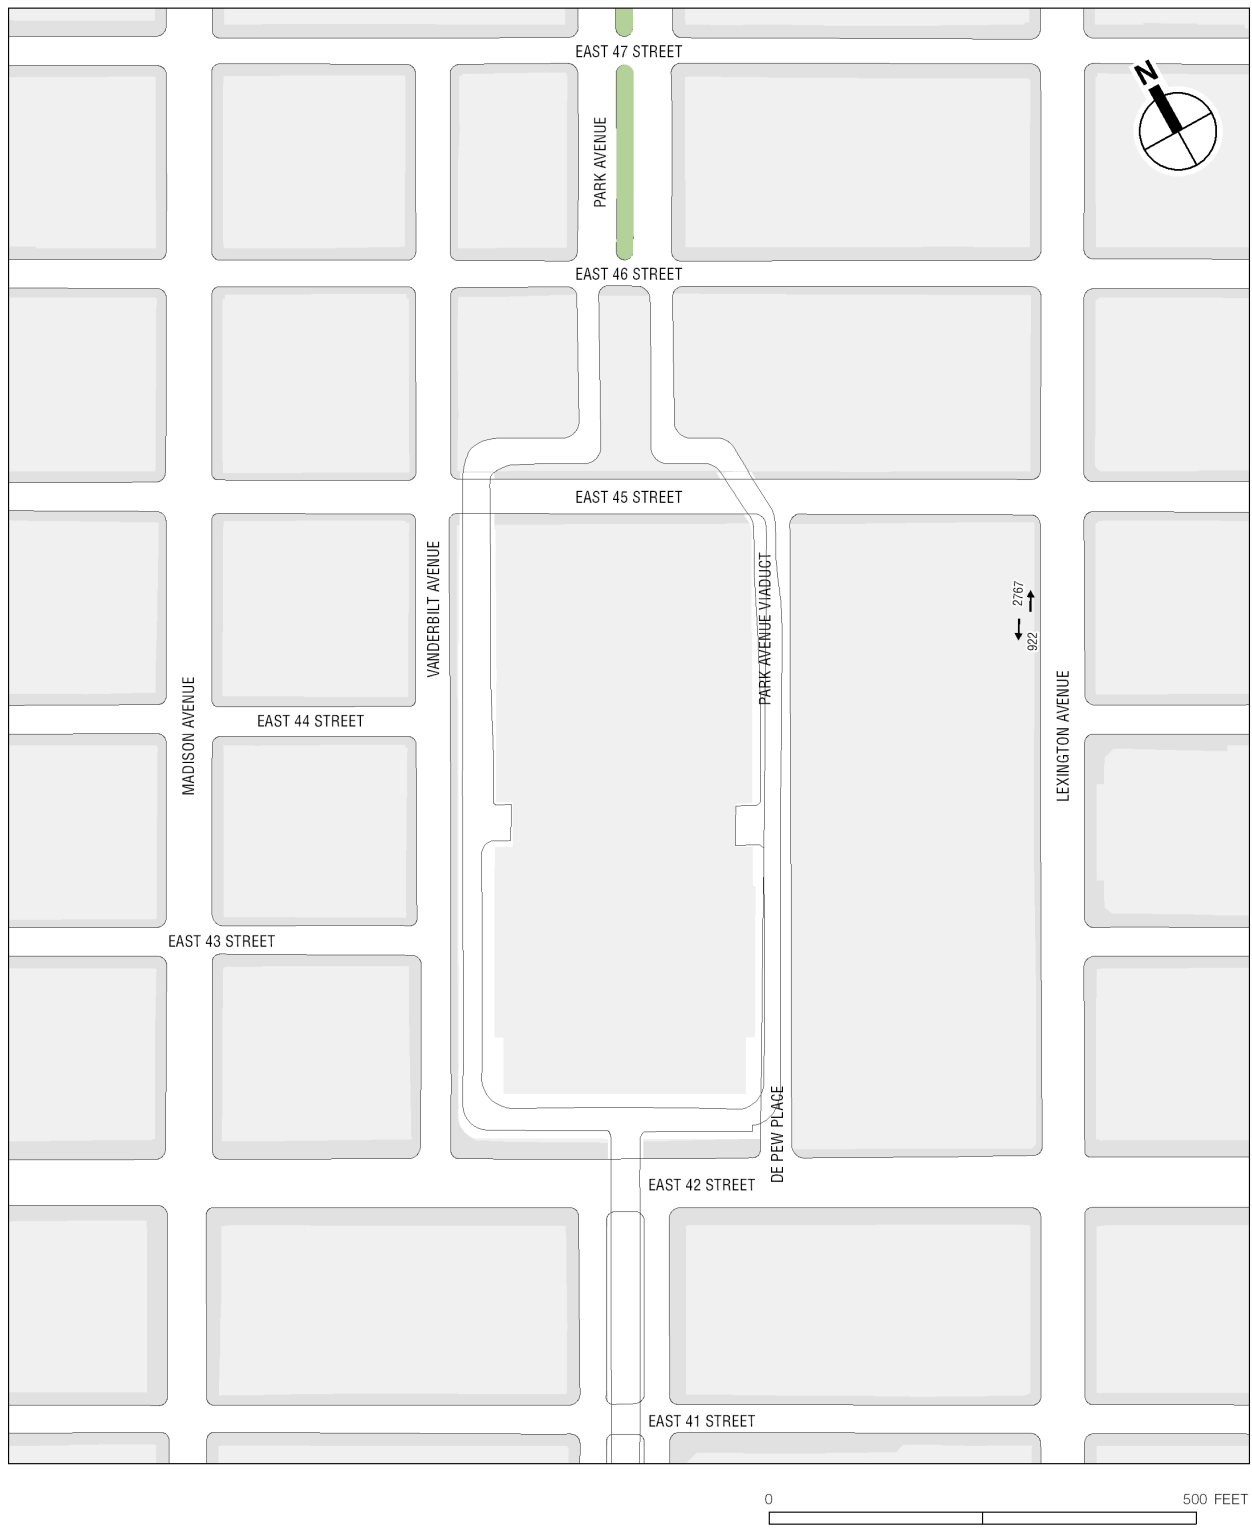 EAST 47 STREET
N
PARK AVENUE
EAST 46 STREET
EAST 45 STREET
VANDERBILT AVENUE
PARK AVENUE VIADUCT
2767
922
MADISON AVENUE
EAST 44 STREET
LEXINGTON AVENUE
EAST 43 STREET
DE PEW PLACE
EAST 42 STREET
EAST 41 STREET
0 500 FEET